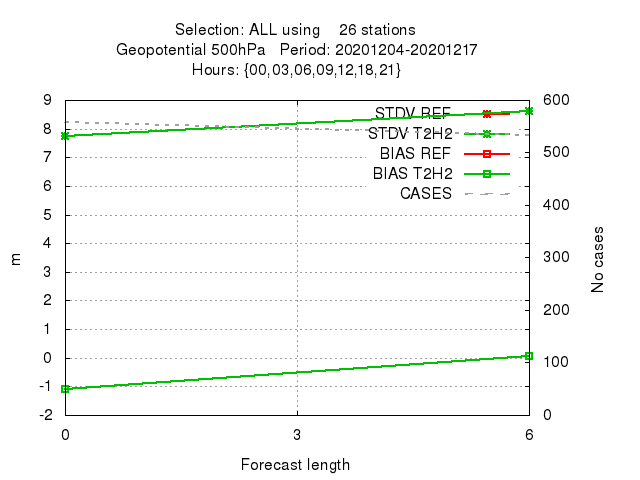 Selection: ALL using    26 stations
Geopotential 500hPa   Period: 20201204-20201217
Hours: {00,03,06,09,12,18,21}
9
8
7
6
5
4
3
2
1
0
-1
-2
m
STDV REF
STDV T2H2
BIAS REF
BIAS T2H2
CASES
600
500
400
300
200
100
0
No cases
0 3 6
Forecast length